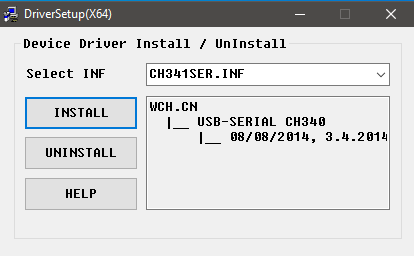 DriverSetup(X64)
Device Driver Install / UnInstall
Select INF
CH341SER.INF
INSTALL
UNINSTALL
HELP
WCH.CN
|__ USB-SERIAL CH340
|__ 08/08/2014, 3.4.2014